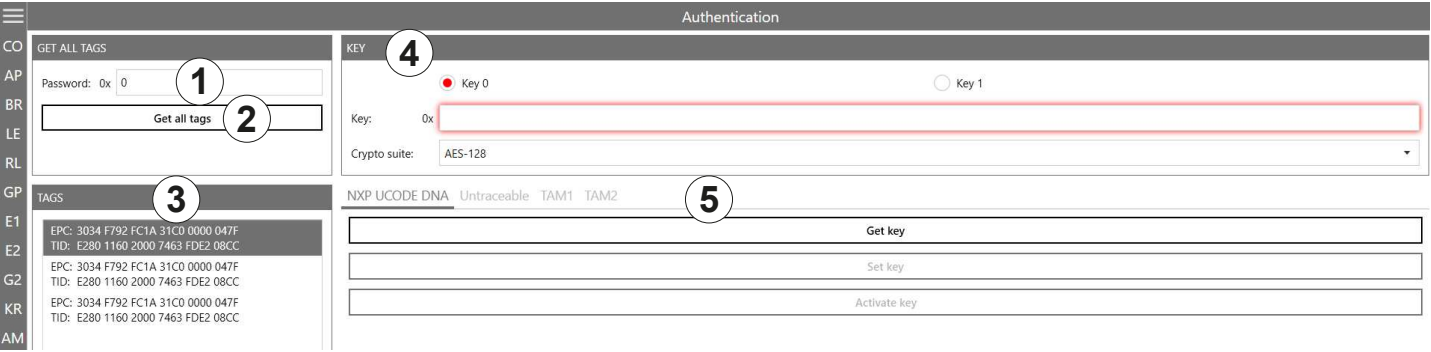 Authentication
CO
AP
BR
LE
RL
GP
E1
E2
G2
KR
AM
GET ALL TAGS
Password: 0x 0
1
Get all tags
2
TAGS
3
EPC: 3034 F792 FC1A 31C0 0000 047F
TID: E280 1160 2000 7463 FDE2 08CC
EPC: 3034 F792 FC1A 31C0 0000 047F
TID: E280 1160 2000 7463 FDE2 08CC
EPC: 3034 F792 FC1A 31C0 0000 047F
TID: E280 1160 2000 7463 FDE2 08CC
KEY
4
Key 0 Key 1
Key: 0x
Crypto suite: AES-128
NXP UCODE DNA Untraceable TAM1 TAM2
5
Get key
Set key
Activate key